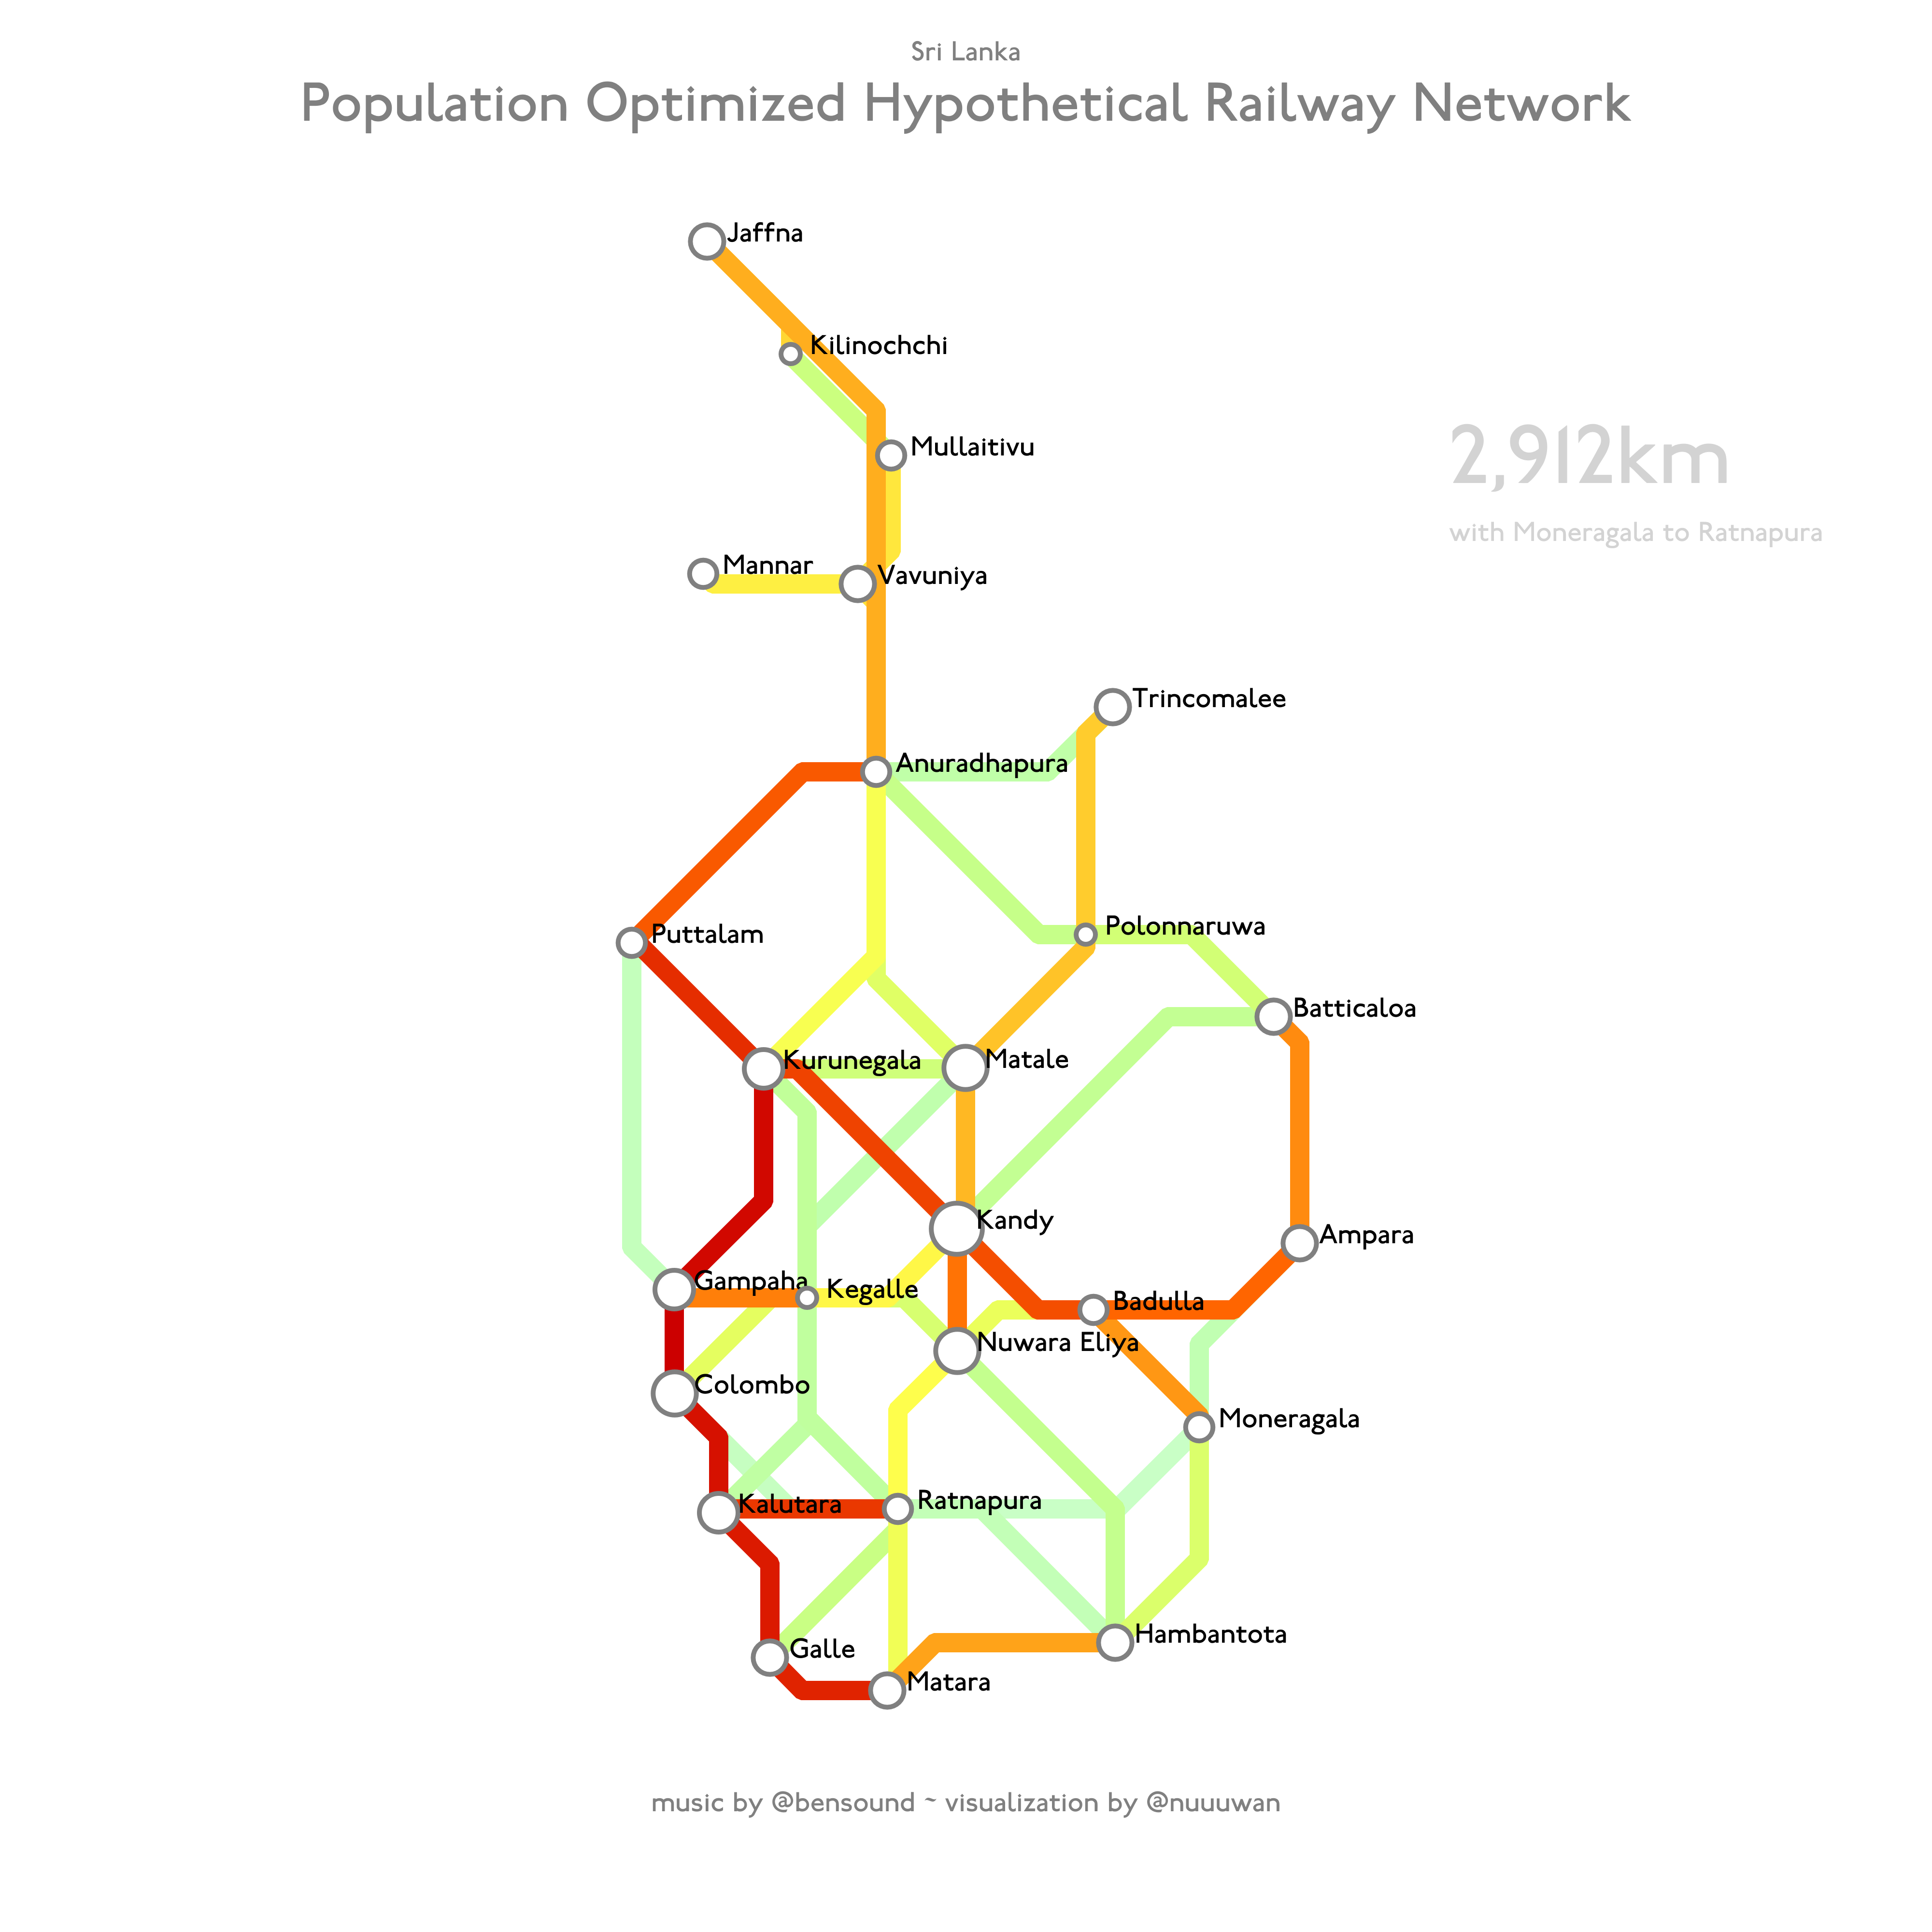 Sri Lanka
Population Optimized Hypothetical Railway Network
Jaffna
Kilinochchi
2,912km
Mullaitivu
with Moneragala to Ratnapura
Mannar
Vavuniya
Trincomalee
Anuradhapura
Polonnaruwa
Puttalam
Batticaloa
Kurunegala
Matale
Kandy
Ampara
Gampaha
Kegalle
Badulla
Nuwara Eliya
Colombo
Moneragala
Kalutara
Ratnapura
Hambantota
Galle
Matara
music by @bensound ~ visualization by @nuuuwan